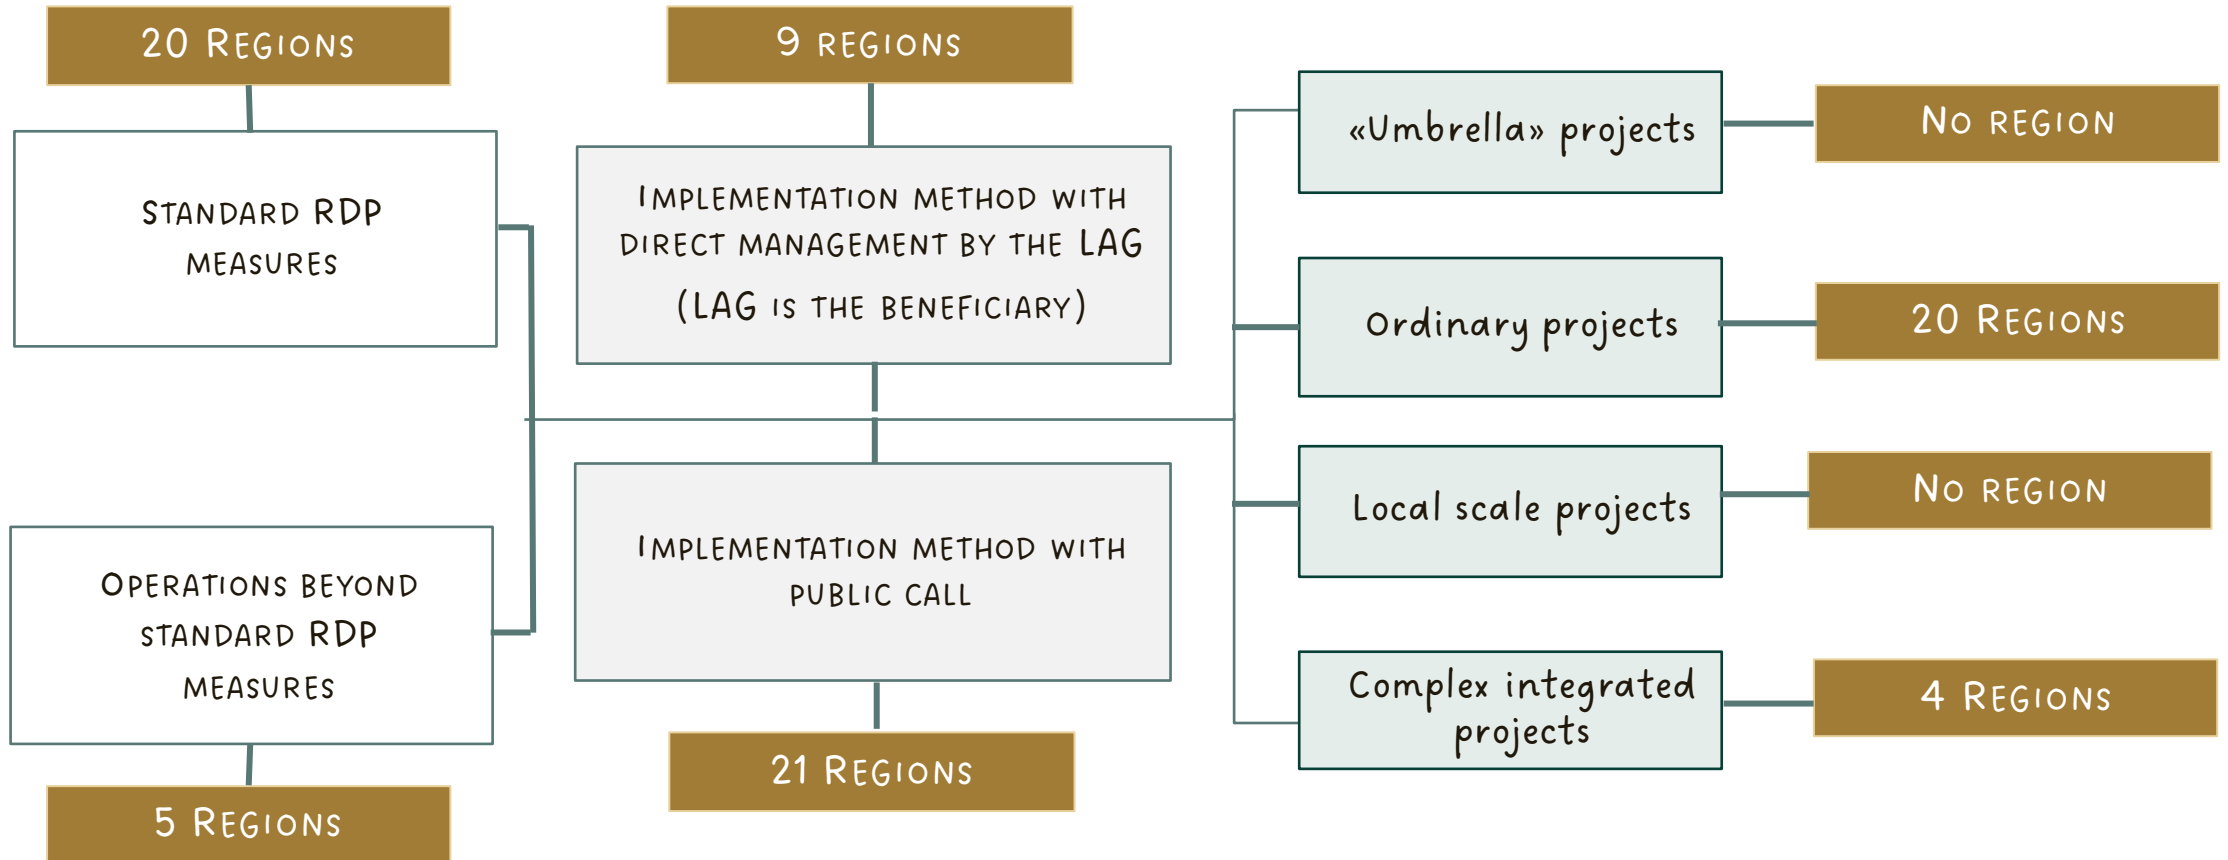 20 Regions
standard RDP
measures
Operations beyond
standard RDP
measures
5 Regions
9 regions
Implementation method with
direct management by the LAG
(LAG is the beneficiary)
Implementation method with
public call
21 Regions
«Umbrella» projects
No region
Ordinary projects
20 Regions
Local scale projects
No region
Complex integrated
projects
4 Regions